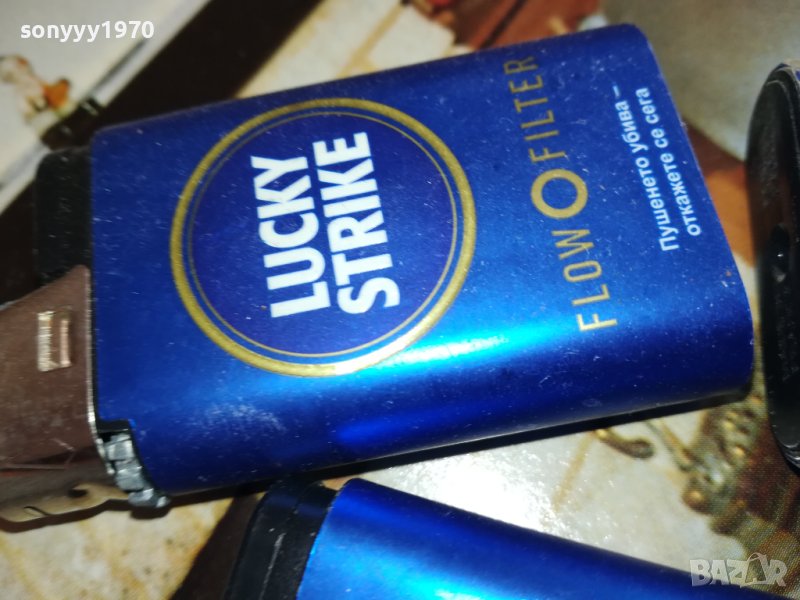 sonyyy1970
LUCKY
STRIKE
FLOW FILTER
Пушенето убива –
откажете се сега
BAZAR